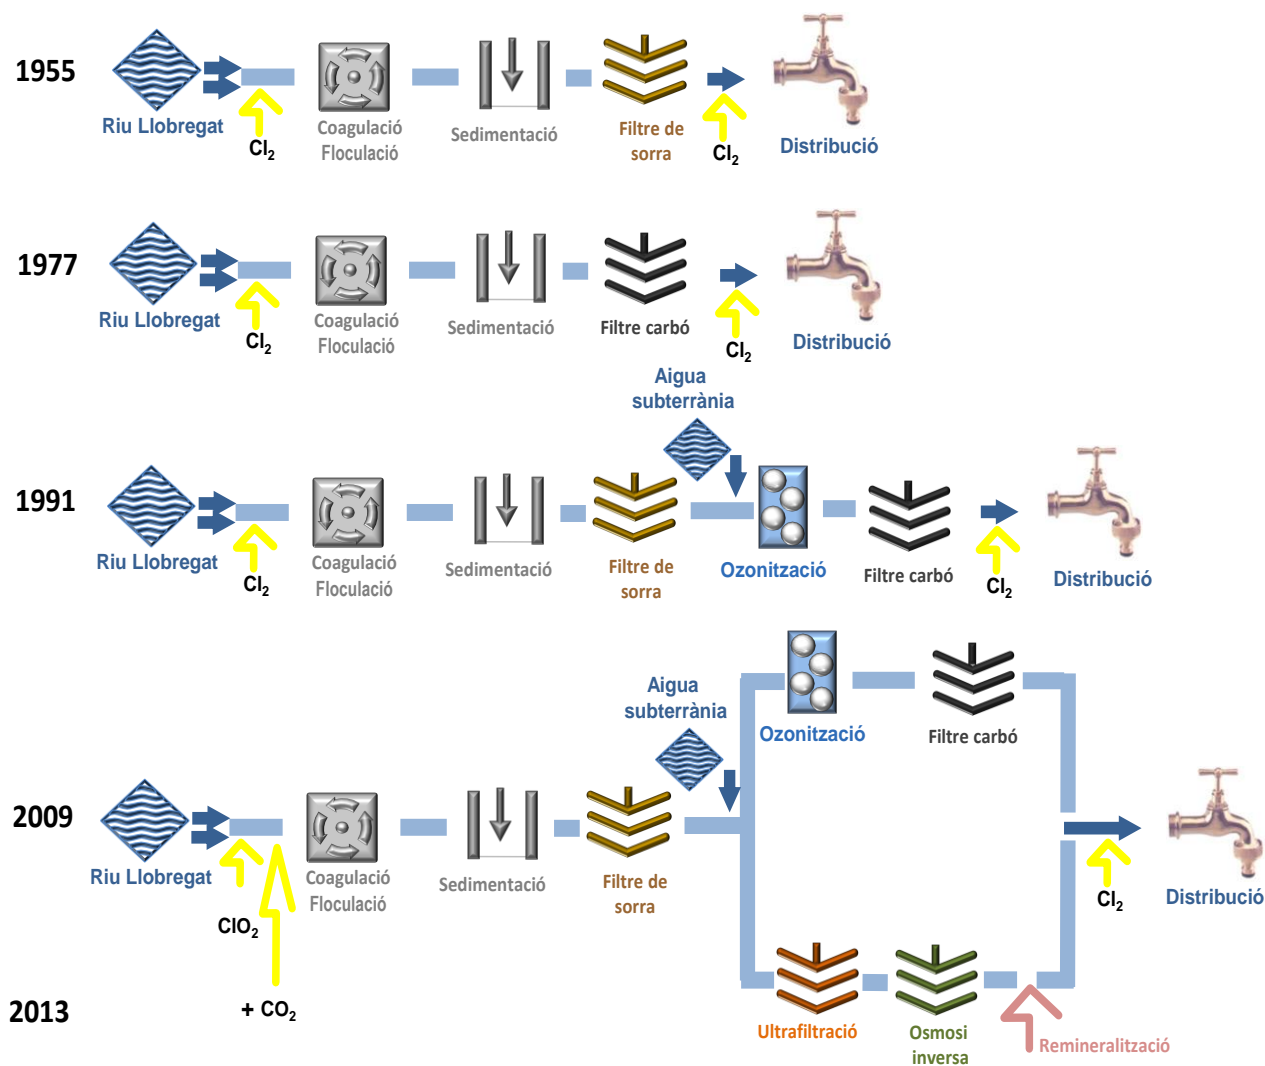 1955
Riu Llobregat
Cl2
Coagulació
Floculació
Sedimentació
Filtre de
sorra
Cl2
Distribució
1977
Riu Llobregat
Cl2
Coagulació
Floculació
Sedimentació
Filtre carbó
Cl2
Distribució
Aigua
subterrània
1991
Riu Llobregat
Cl2
Coagulació
Floculació
Sedimentació
Filtre de
sorra
Ozonització
Filtre carbó
Cl2
Distribució
Aigua
subterrània
Ozonització
Filtre carbó
2009
Riu Llobregat
ClO2
Coagulació
Floculació
Sedimentació
Filtre de
sorra
Cl2
Distribució
2013
+ CO2
Ultrafiltració
Osmosi
inversa
Remineralització